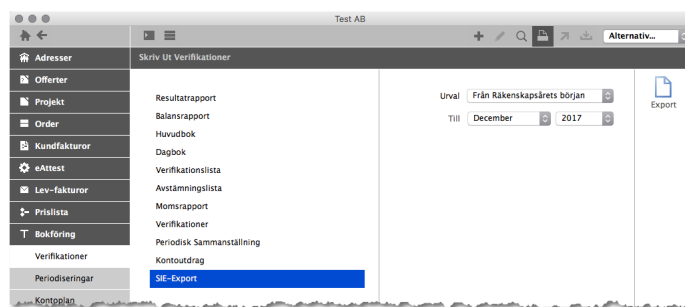 Test AB
Alternativ...
Adresser
Skriv Ut Verifikationer
Offerter
Projekt
Order
Kundfakturor
eAttest
Lev-fakturor
Prislista
Bokföring
Verifikationer
Periodiseringar
Kontoplan
Resultatrapport
Balansrapport
Huvudbok
Dagbok
Verifikationslista
Avstämningslista
Momsrapport
Verifikationer
Periodisk Sammanställning
Kontoutdrag
SIE-Export
Urval Från Räkenskapsårets början
Till December 2017
Export